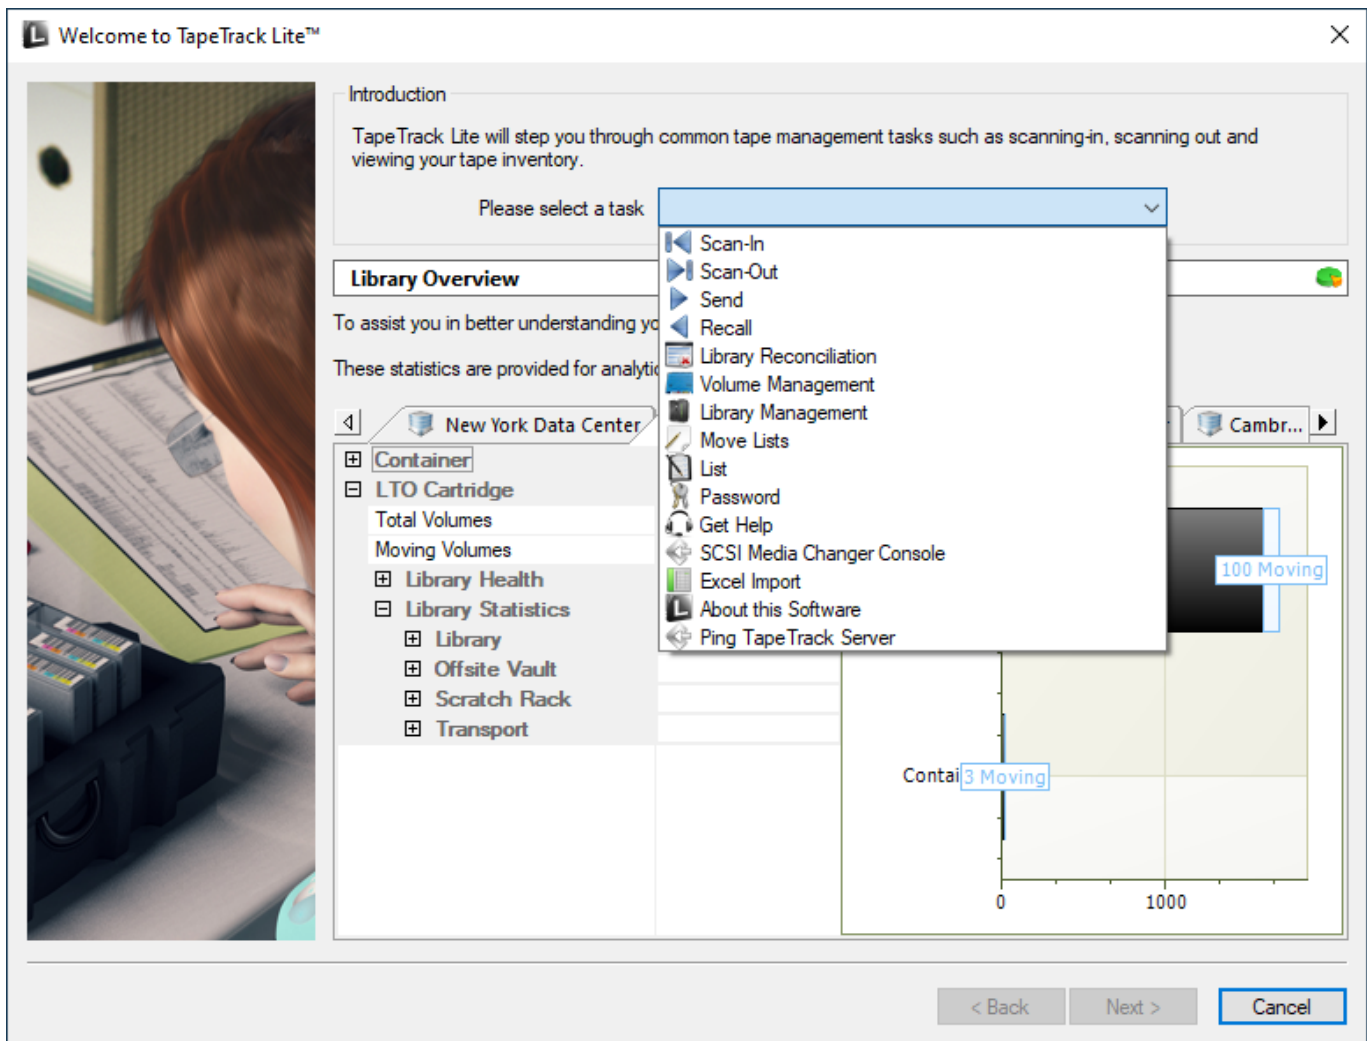 Welcome to TapeTrack Lite™
Introduction
TapeTrack Lite will step you through common tape management tasks such as scanning-in, scanning out and
viewing your tape inventory.
Please select a task
Scan-In
Scan-Out
Send
Recall
Library Reconciliation
Volume Management
Library Management
Move Lists
List
Password
Get Help
SCSI Media Changer Console
Excel Import
About this Software
Ping TapeTrack Server
Library Overview
To assist you in better understanding yo
These statistics are provided for analytic
New York Data Center
Cambr...
Container
LTO Cartridge
Total Volumes
Moving Volumes
Library Health
Library Statistics
Library
Offsite Vault
Scratch Rack
Transport
100 Moving
Contai
3 Moving
0
1000
< Back
Next >
Cancel